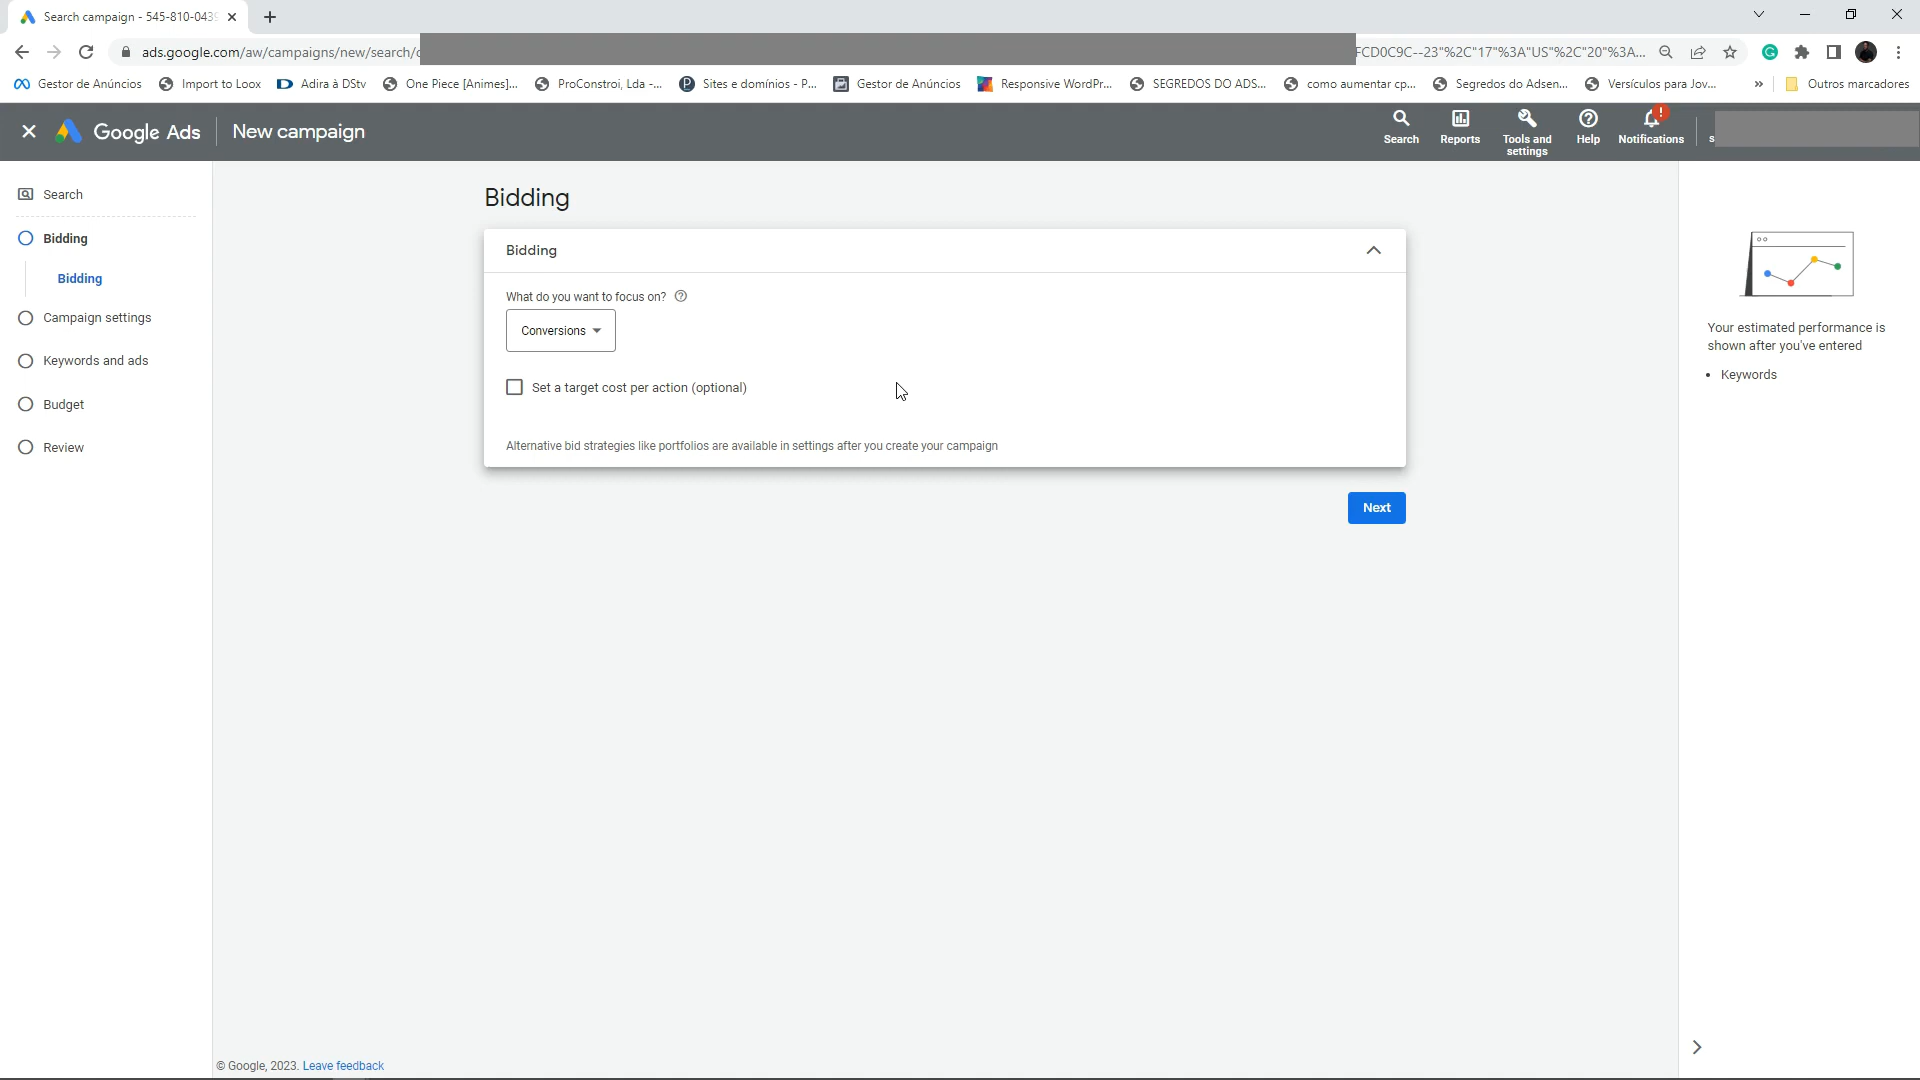 Search campaign - 545-810-0439
ads.google.com/aw/campaigns/new/search/c
FCD0C9C--23"%2C"17"%3A"US"%2C"20"%3A...
Gestor de Anúncios
Import to Loox
Adira à DStv
One Piece [Animes]...
ProConstroi, Lda -...
Sites e domínios - P...
Gestor de Anúncios
Responsive WordPr...
SEGREDOS DO ADS...
como aumentar cp...
Segredos do Adsen...
Versículos para Jov...
»
Outros marcadores
Google Ads
New campaign
Search
Reports
Tools and
settings
Help
Notifications
s
Search
Bidding
Bidding
Campaign settings
Keywords and ads
Budget
Review
Bidding
Bidding
What do you want to focus on?
Conversions
Set a target cost per action (optional)
Alternative bid strategies like portfolios are available in settings after you create your campaign
Next
Your estimated performance is
shown after you've entered
• Keywords
© Google, 2023. Leave feedback